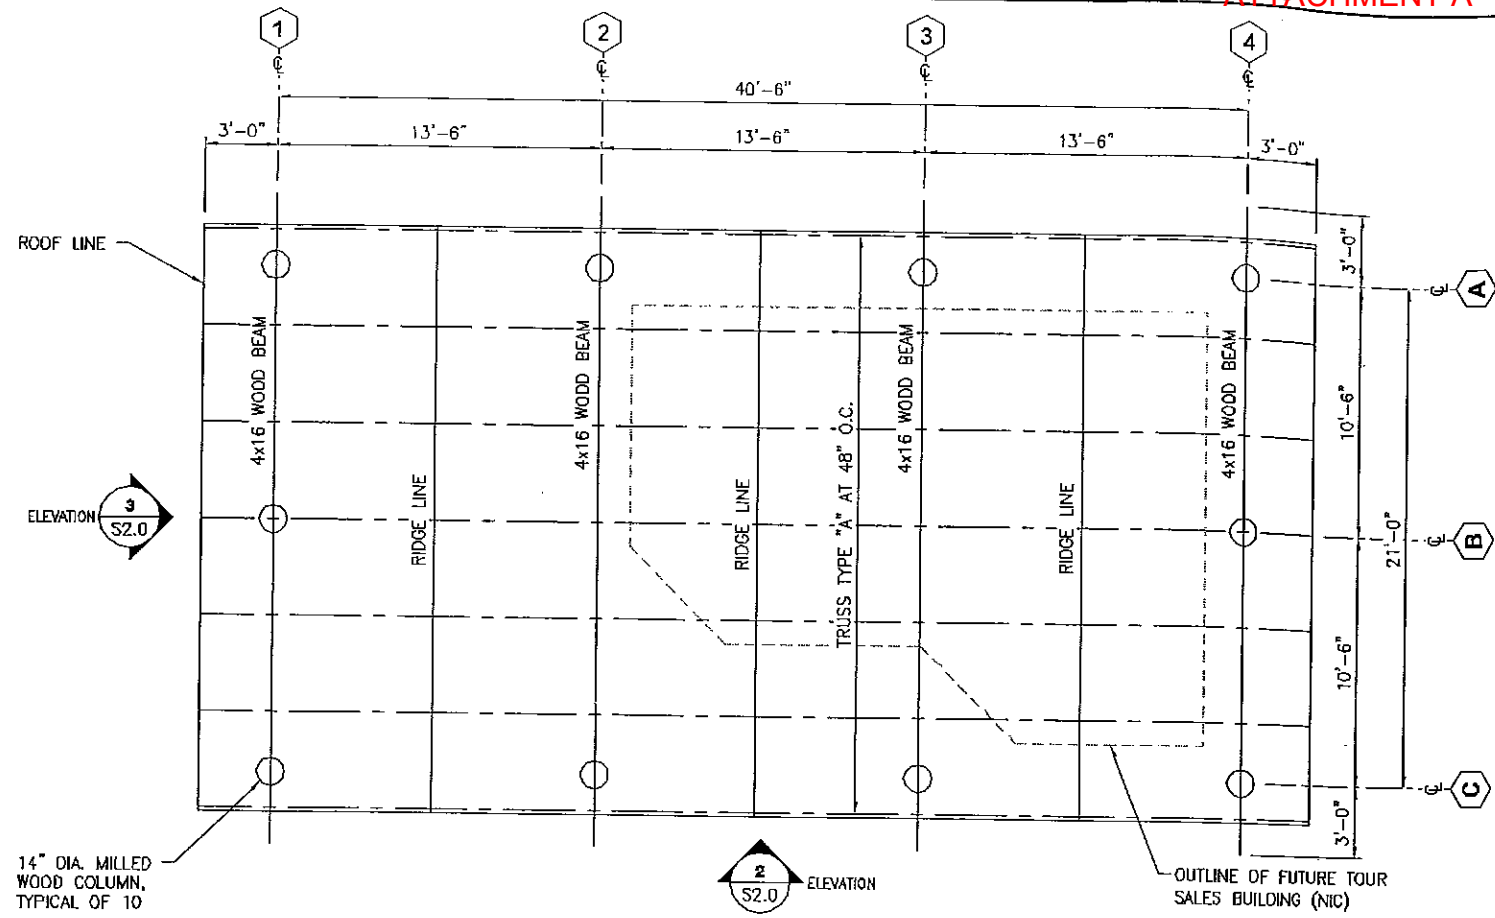 ATTACHMENT A
1
2
3
4
℄
℄
℄
℄
40'-6"
3'-0"
13'-6"
13'-6"
13'-6"
3'-0"
ROOF LINE
3'-0"
℄
A
4x16 WOOD BEAM
4x16 WODD BEAM
4x16 WOOD BEAM
4x16 WOOD BEAM
TRUSS TYPE "A" AT 48" O.C.
10'-6"
RIDGE LINE
RIDGE LINE
RIDGE LINE
ELEVATION
3
S2.0
21'-0"
℄
B
10'-6"
℄
C
3'-0"
14" DIA. MILLED
WOOD COLUMN,
TYPICAL OF 10
2
S2.0
ELEVATION
OUTLINE OF FUTURE TOUR
SALES BUILDING (NIC)